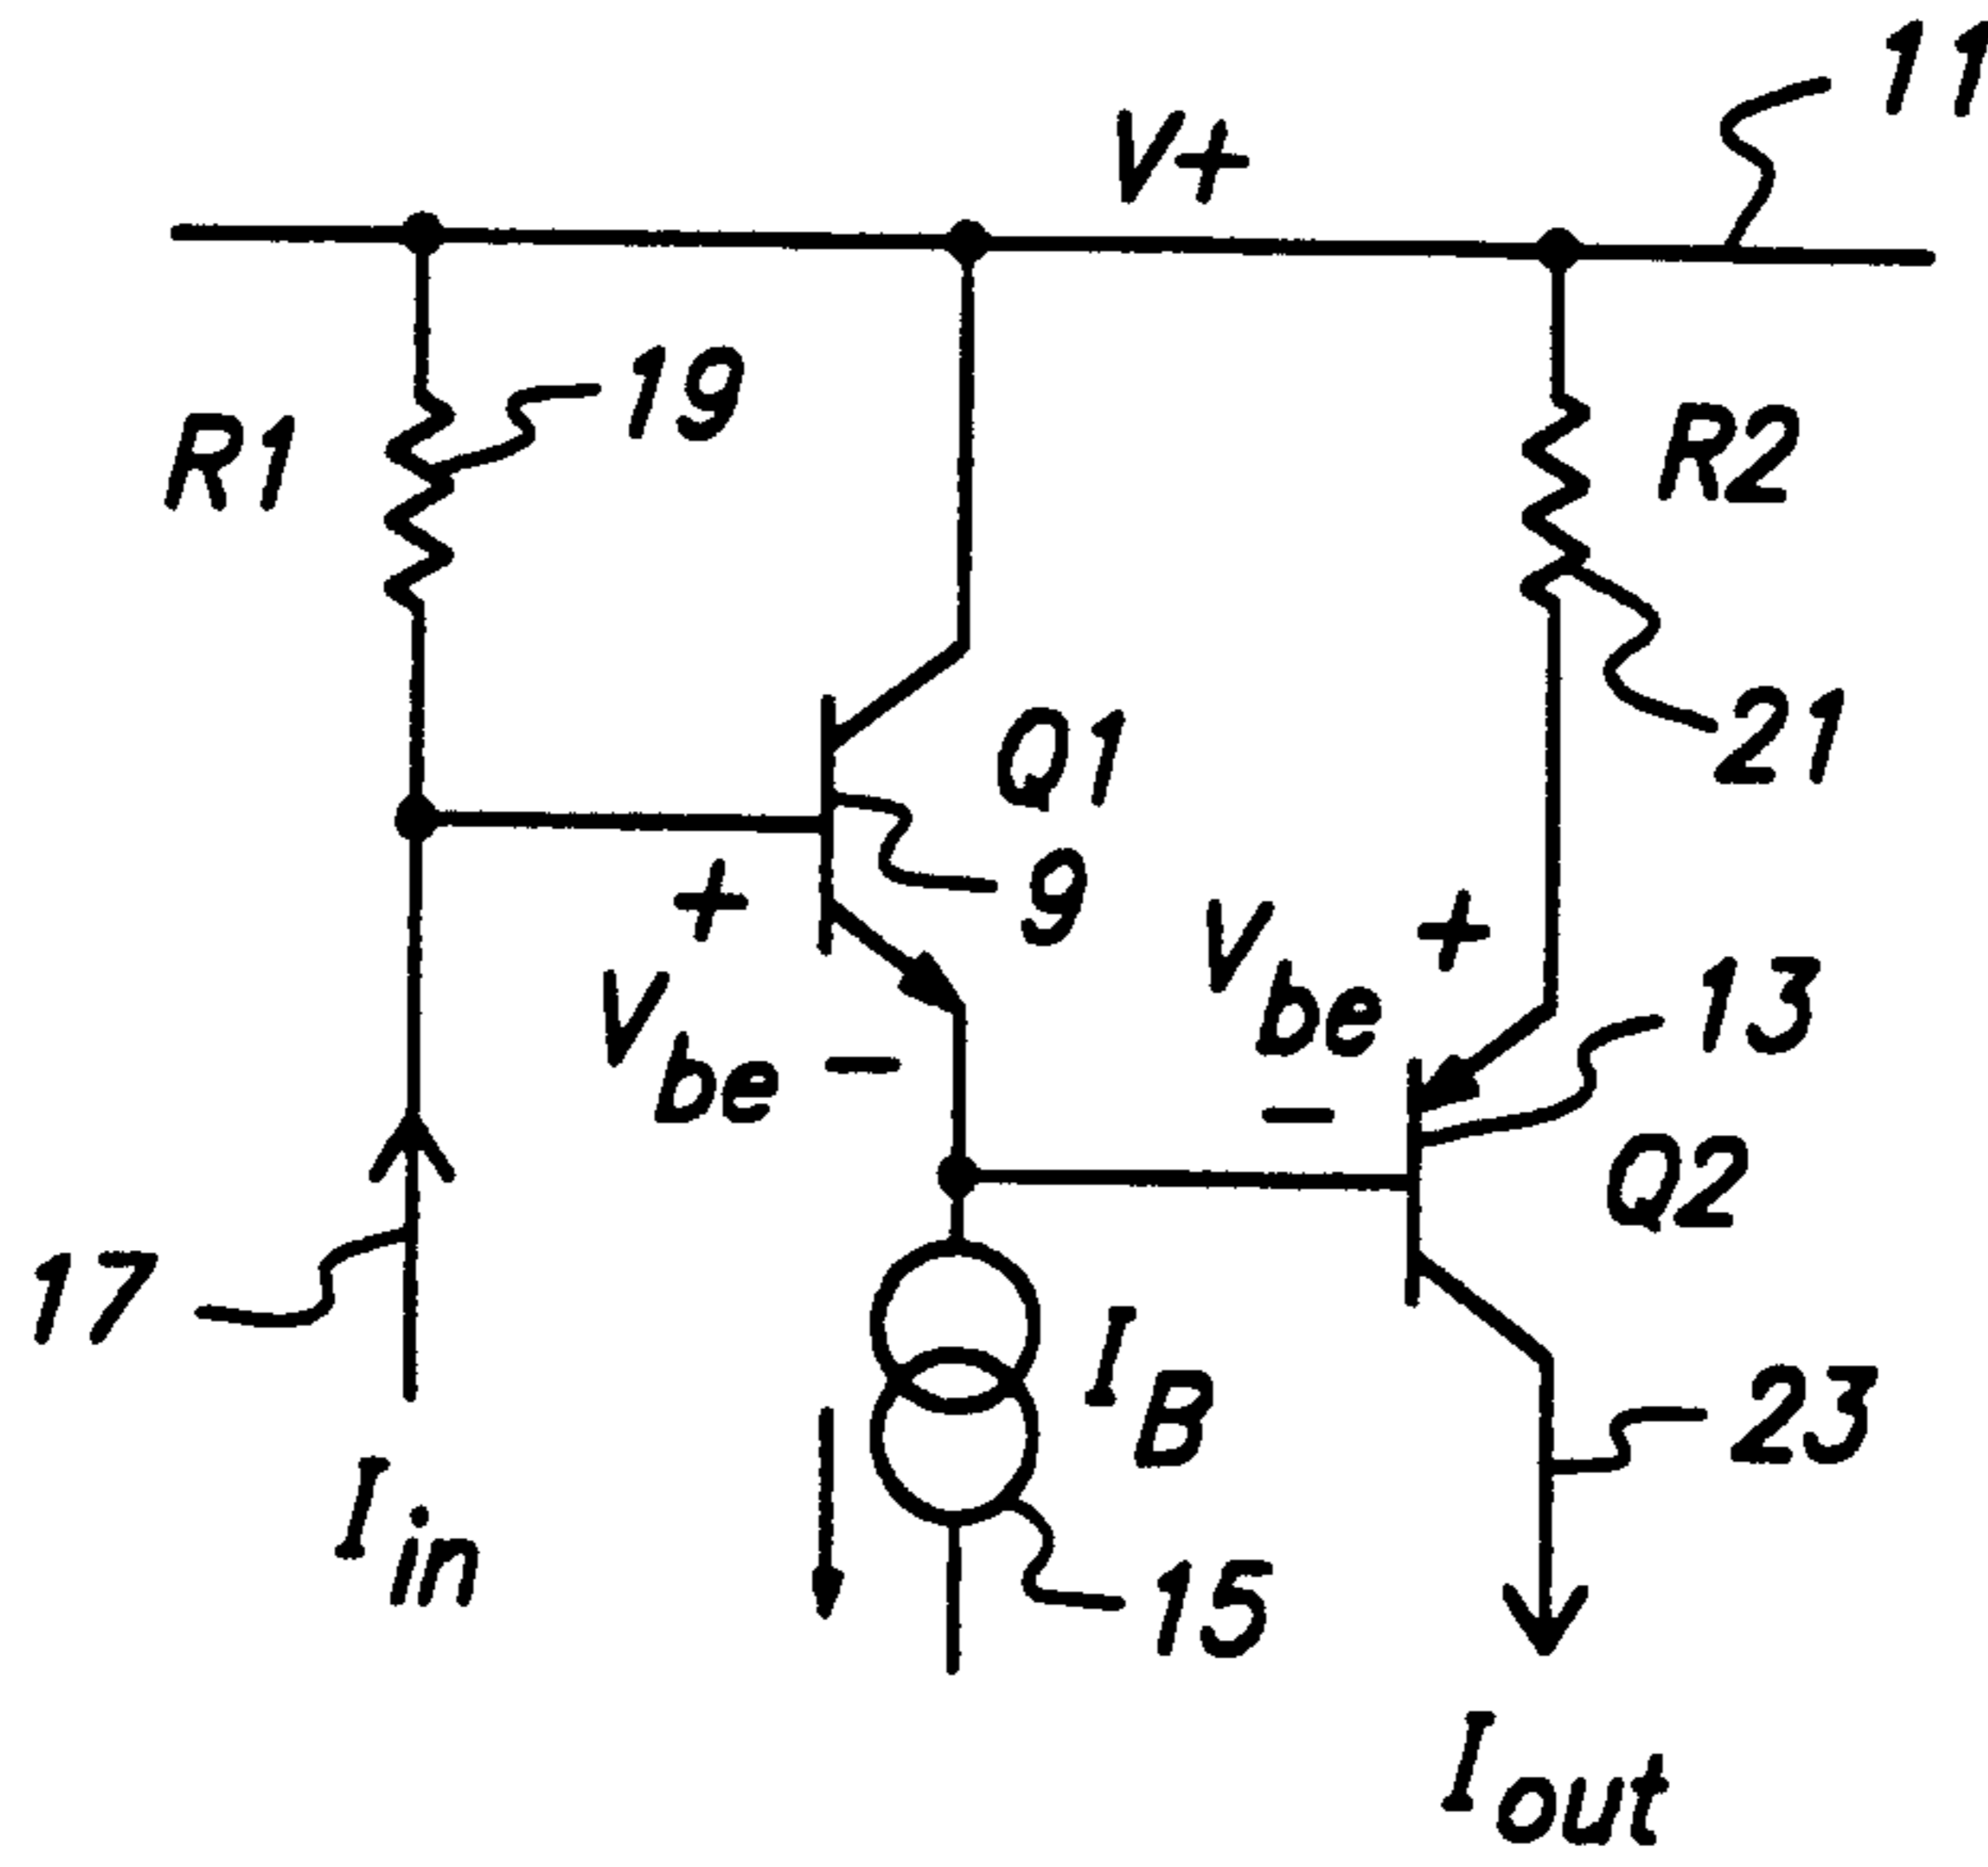 11
V+
19
R1
R2
Q1
21
9
+
Vbe
-
Vbe
+
-
13
Q2
17
IB
23
Iin
15
Iout